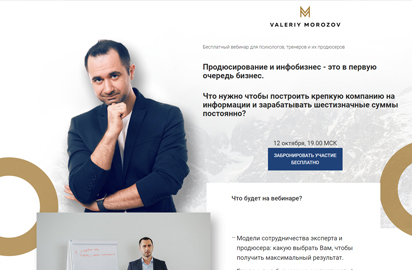 VALERIY MOROZOV
Бесплатный вебинар для психологов, тренеров и их продюсеров
Продюсирование и инфобизнес - это в первую
очередь бизнес.
Что нужно чтобы построить крепкую компанию на
информации и зарабатывать шестизначные суммы
постоянно?
12 октября, 19.00 МСК
ЗАБРОНИРОВАТЬ УЧАСТИЕ
БЕСПЛАТНО
Что будет на вебинаре?
– Модели сотрудничества эксперта и
продюсера: какую выбрать Вам, чтобы
получить максимальный результат.